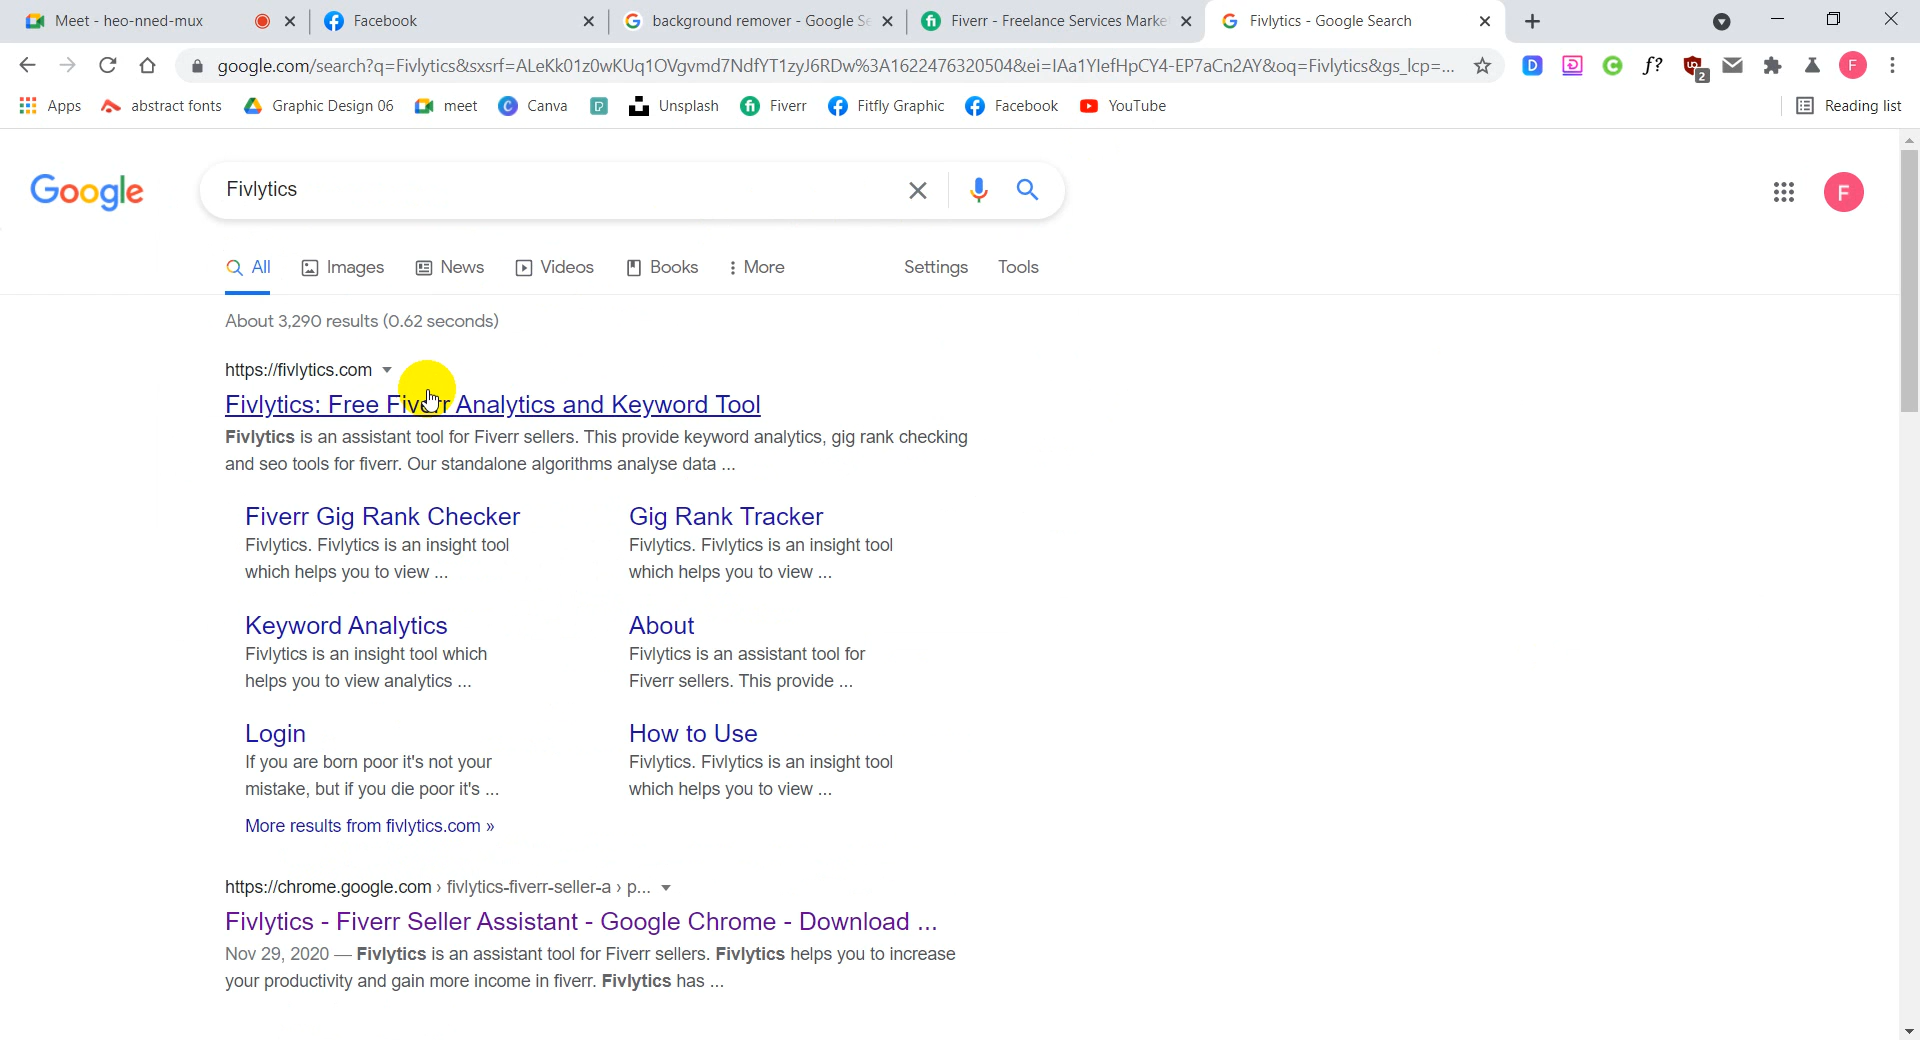 Meet - heo-nned-mux
Facebook
background remover - Google Se
Fiverr - Freelance Services Marke
Fivlytics - Google Search
google.com/search?q=Fivlytics&sxsrf=ALeKk01z0wKUq1OVgvmd7NdfYT1zyJ6RDw%3A1622476320504&ei=IAa1YIefHpCY4-EP7aCn2AY&oq=Fivlytics&gs_lcp=...
f?
2
F
Apps
abstract fonts
Graphic Design 06
meet
Canva
Unsplash
Fiverr
Fitfly Graphic
Facebook
YouTube
Reading list
Google
Fivlytics
F
All
Images
News
Videos
Books
More
Settings
Tools
About 3,290 results (0.62 seconds)
https://fivlytics.com
Fivlytics: Free Fiverr Analytics and Keyword Tool
Fivlytics is an assistant tool for Fiverr sellers. This provide keyword analytics, gig rank checking
and seo tools for fiverr. Our standalone algorithms analyse data ...
Fiverr Gig Rank Checker
Fivlytics. Fivlytics is an insight tool
which helps you to view ...
Gig Rank Tracker
Fivlytics. Fivlytics is an insight tool
which helps you to view ...
Keyword Analytics
Fivlytics is an insight tool which
helps you to view analytics ...
About
Fivlytics is an assistant tool for
Fiverr sellers. This provide ...
Login
If you are born poor it's not your
mistake, but if you die poor it's ...
How to Use
Fivlytics. Fivlytics is an insight tool
which helps you to view ...
More results from fivlytics.com »
https://chrome.google.com › fivlytics-fiverr-seller-a › p...
Fivlytics - Fiverr Seller Assistant - Google Chrome - Download ...
Nov 29, 2020 — Fivlytics is an assistant tool for Fiverr sellers. Fivlytics helps you to increase
your productivity and gain more income in fiverr. Fivlytics has ...